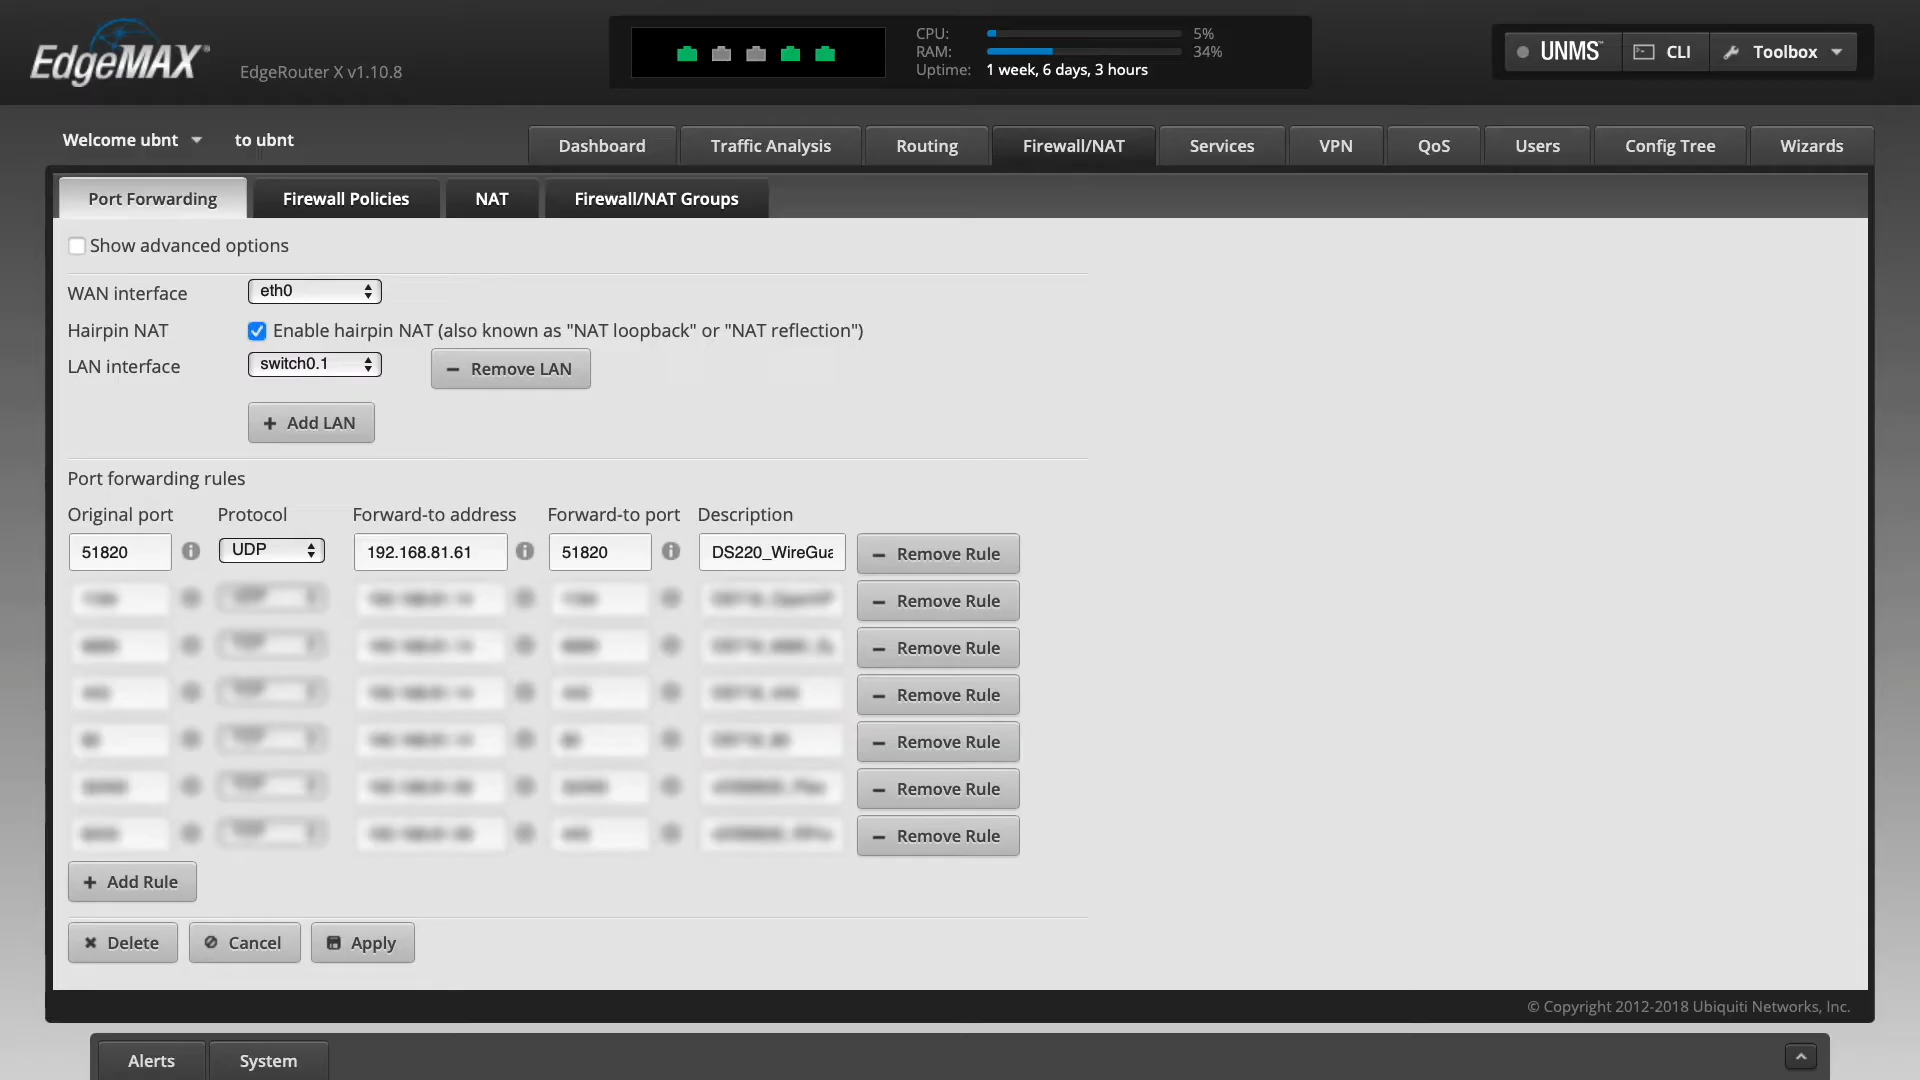 EdgeMAX®
EdgeRouter X v1.10.8
CPU: 5%
RAM: 34%
Uptime: 1 week, 6 days, 3 hours
UNMS™
CLI
Toolbox
Welcome ubnt
to ubnt
Dashboard
Traffic Analysis
Routing
Firewall/NAT
Services
VPN
QoS
Users
Config Tree
Wizards
Port Forwarding
Firewall Policies
NAT
Firewall/NAT Groups
Show advanced options
WAN interface eth0
Hairpin NAT Enable hairpin NAT (also known as "NAT loopback" or "NAT reflection")
LAN interface switch0.1 Remove LAN
Add LAN
Port forwarding rules
Original port Protocol Forward-to address Forward-to port Description
51820 UDP 192.168.81.61 51820 DS220_WireGua Remove Rule
Remove Rule
Remove Rule
Remove Rule
Remove Rule
Remove Rule
Remove Rule
Add Rule
Delete Cancel Apply
© Copyright 2012-2018 Ubiquiti Networks, Inc.
Alerts System